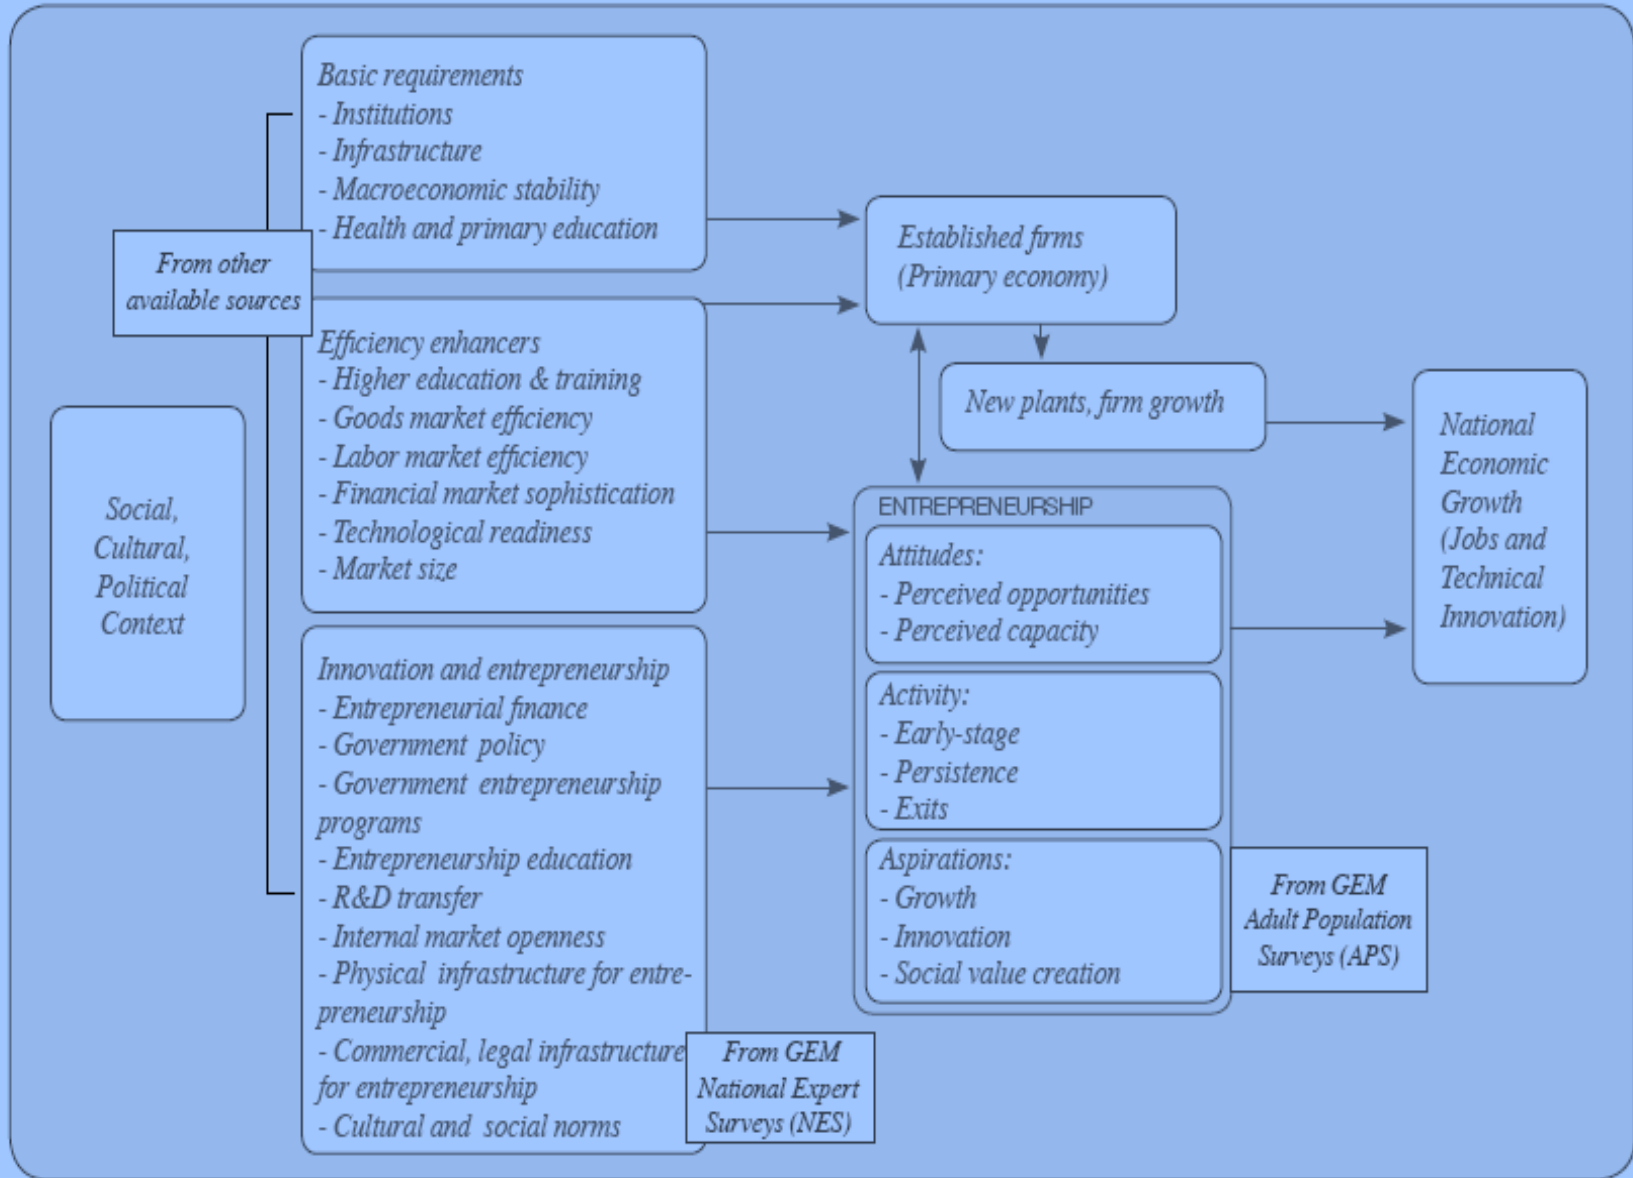 Basic requirements
- Institutions
- Infrastructure
- Macroeconomic stability
- Health and primary education
From other
available sources
Efficiency enhancers
- Higher education & training
- Goods market efficiency
- Labor market efficiency
- Financial market sophistication
- Technological readiness
- Market size
Social,
Cultural,
Political
Context
Innovation and entrepreneurship
- Entrepreneurial finance
- Government policy
- Government entrepreneurship
programs
- Entrepreneurship education
- R&D transfer
- Internal market openness
- Physical infrastructure for entre-
preneurship
- Commercial, legal infrastructure
for entrepreneurship
- Cultural and social norms
From GEM
National Expert
Surveys (NES)
Established firms
(Primary economy)
New plants, firm growth
ENTREPRENEURSHIP
Attitudes:
- Perceived opportunities
- Perceived capacity
Activity:
- Early-stage
- Persistence
- Exits
Aspirations:
- Growth
- Innovation
- Social value creation
From GEM
Adult Population
Surveys (APS)
National
Economic
Growth
(Jobs and
Technical
Innovation)